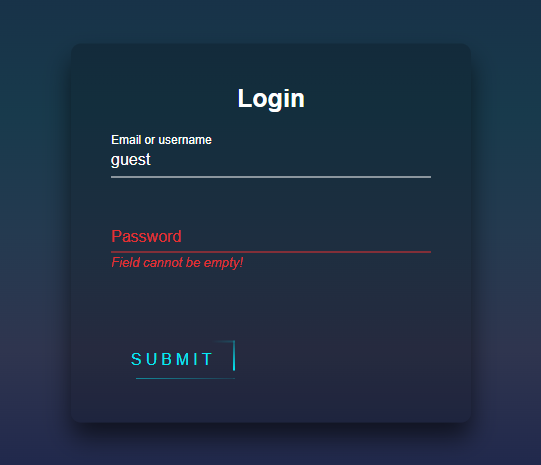 Login
Email or username
guest
Password
Field cannot be empty!
SUBMIT